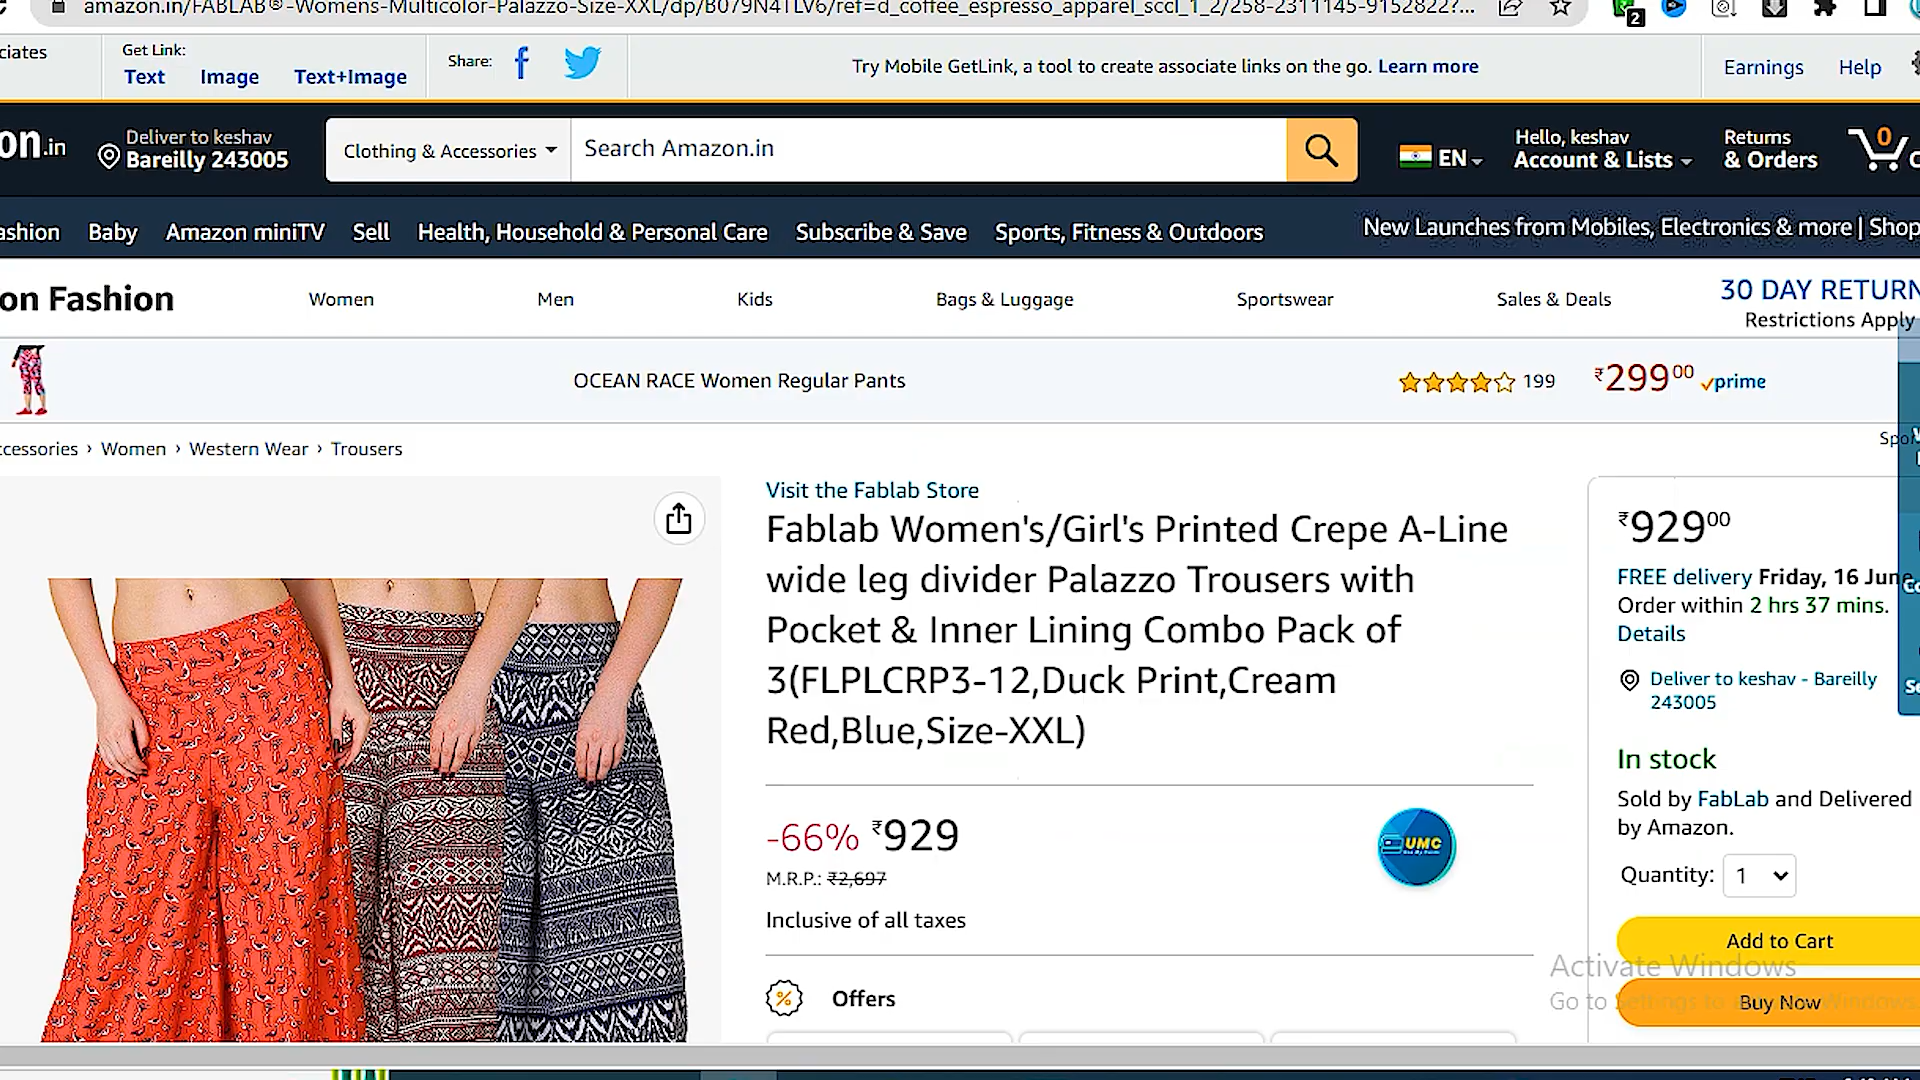 amazon.in/FABLAB®-Womens-Multicolor-Palazzo-Size-XXL/dp/B079N4TLV6/ref=d_coffee_espresso_apparel_sccl_1_2/258-2311145-9152822?...
2
ciates
Get Link:
Text Image Text+Image
Share:
Try Mobile GetLink, a tool to create associate links on the go. Learn more
Earnings Help
on.in
Deliver to keshav
Bareilly 243005
Clothing & Accessories
Search Amazon.in
EN
Hello, keshav
Account & Lists
Returns
& Orders
0
ashion Baby Amazon miniTV Sell Health, Household & Personal Care Subscribe & Save Sports, Fitness & Outdoors
New Launches from Mobiles, Electronics & more | Shop
on Fashion Women Men Kids Bags & Luggage Sportswear Sales & Deals
30 DAY RETURN
Restrictions Apply
OCEAN RACE Women Regular Pants
199
₹299 00 prime
Spon
ccessories › Women › Western Wear › Trousers
Visit the Fablab Store
Fablab Women's/Girl's Printed Crepe A-Line
wide leg divider Palazzo Trousers with
Pocket & Inner Lining Combo Pack of
3(FLPLCRP3-12,Duck Print,Cream
Red,Blue,Size-XXL)
-66% ₹929
M.R.P.: ₹2,697
Inclusive of all taxes
UMC
Offers
₹929 00
FREE delivery Friday, 16 June.
Order within 2 hrs 37 mins.
Details
Deliver to keshav - Bareilly
243005
In stock
Sold by FabLab and Delivered
by Amazon.
Quantity: 1
Add to Cart
Buy Now
Activate Windows
Go to Settings to Windows.